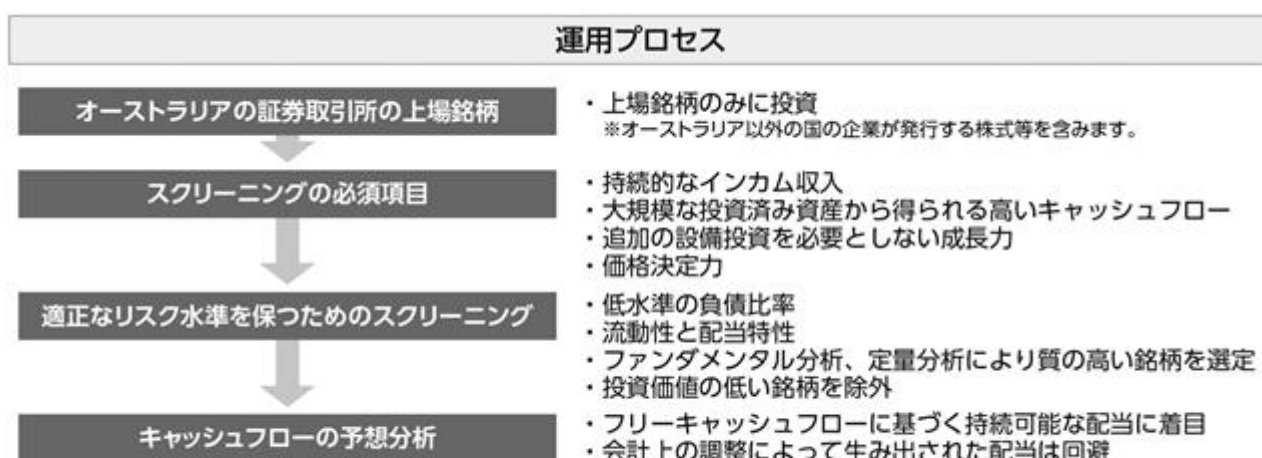 運用プロセス
オーストラリアの証券取引所の上場銘柄
・上場銘柄のみに投資
※オーストラリア以外の国の企業が発行する株式等を含みます。
スクリーニングの必須項目
・持続的なインカム収入
・大規模な投資済み資産から得られる高いキャッシュフロー
・追加の設備投資を必要としない成長力
・価格決定力
適正なリスク水準を保つためのスクリーニング
・低水準の負債比率
・流動性と配当特性
・ファンダメンタル分析、定量分析により質の高い銘柄を選定
・投資価値の低い銘柄を除外
キャッシュフローの予想分析
・フリーキャッシュフローに基づく持続可能な配当に着目
・会計上の調整によって生み出された配当は回避